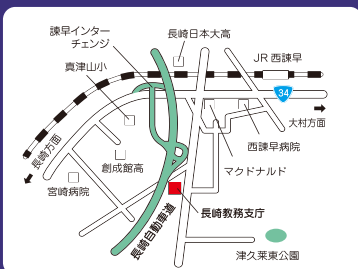 諫早インター
チェンジ
長崎日本大高
真津山小
JR 西諫早
34
大村方面
長崎方面
西諫早病院
マクドナルド
創成館高
宮崎病院
長崎教務支庁
長崎自動車道
津久葉東公園